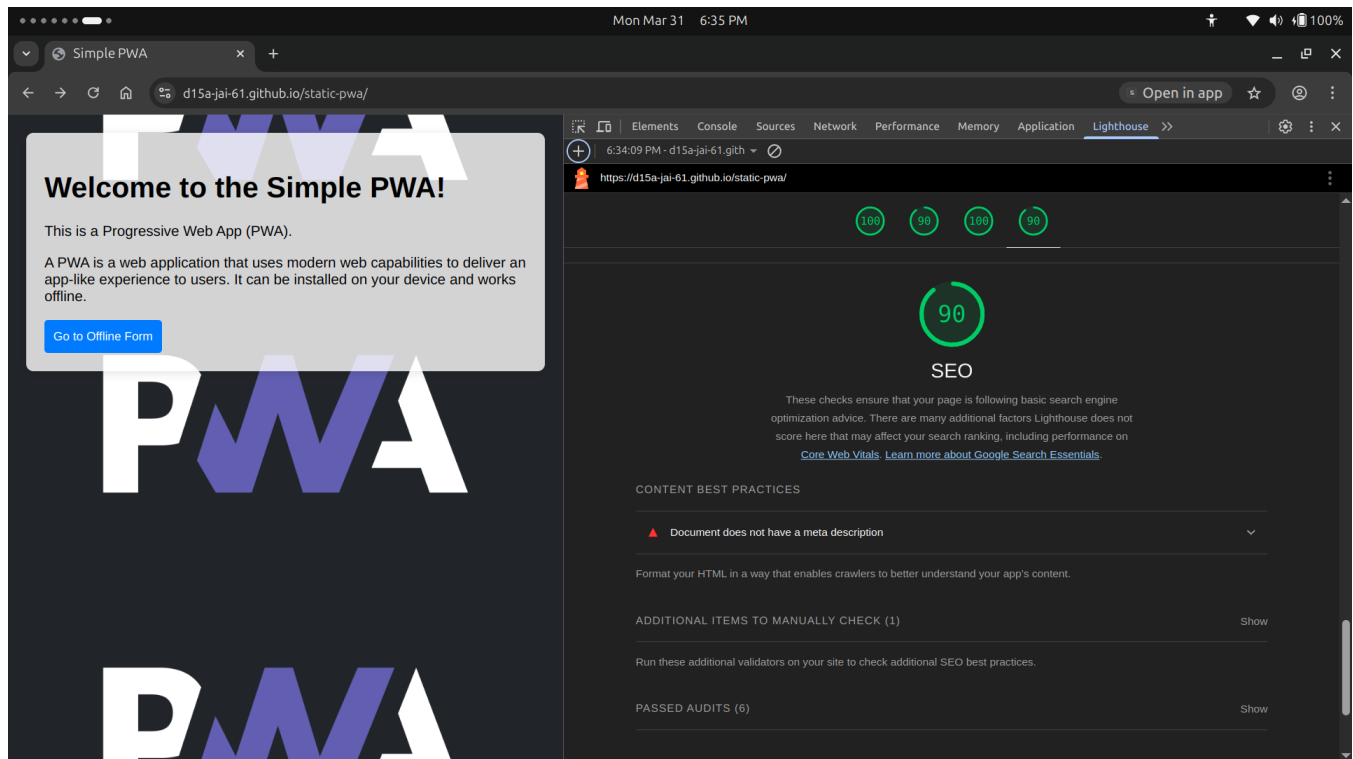 Mon Mar 31 6:35 PM
100%
Simple PWA
d15a-jai-61.github.io/static-pwa/
Open in app
PWA
Welcome to the Simple PWA!
This is a Progressive Web App (PWA).
A PWA is a web application that uses modern web capabilities to deliver an
app-like experience to users. It can be installed on your device and works
offline.
Go to Offline Form
PWA
PWA
Elements Console Sources Network Performance Memory Application Lighthouse
6:34:09 PM - d15a-jai-61.gith
https://d15a-jai-61.github.io/static-pwa/
100 90 100 90
90
SEO
These checks ensure that your page is following basic search engine
optimization advice. There are many additional factors Lighthouse does not
score here that may affect your search ranking, including performance on
Core Web Vitals. Learn more about Google Search Essentials.
CONTENT BEST PRACTICES
Document does not have a meta description
Format your HTML in a way that enables crawlers to better understand your app's content.
ADDITIONAL ITEMS TO MANUALLY CHECK (1) Show
Run these additional validators on your site to check additional SEO best practices.
PASSED AUDITS (6) Show